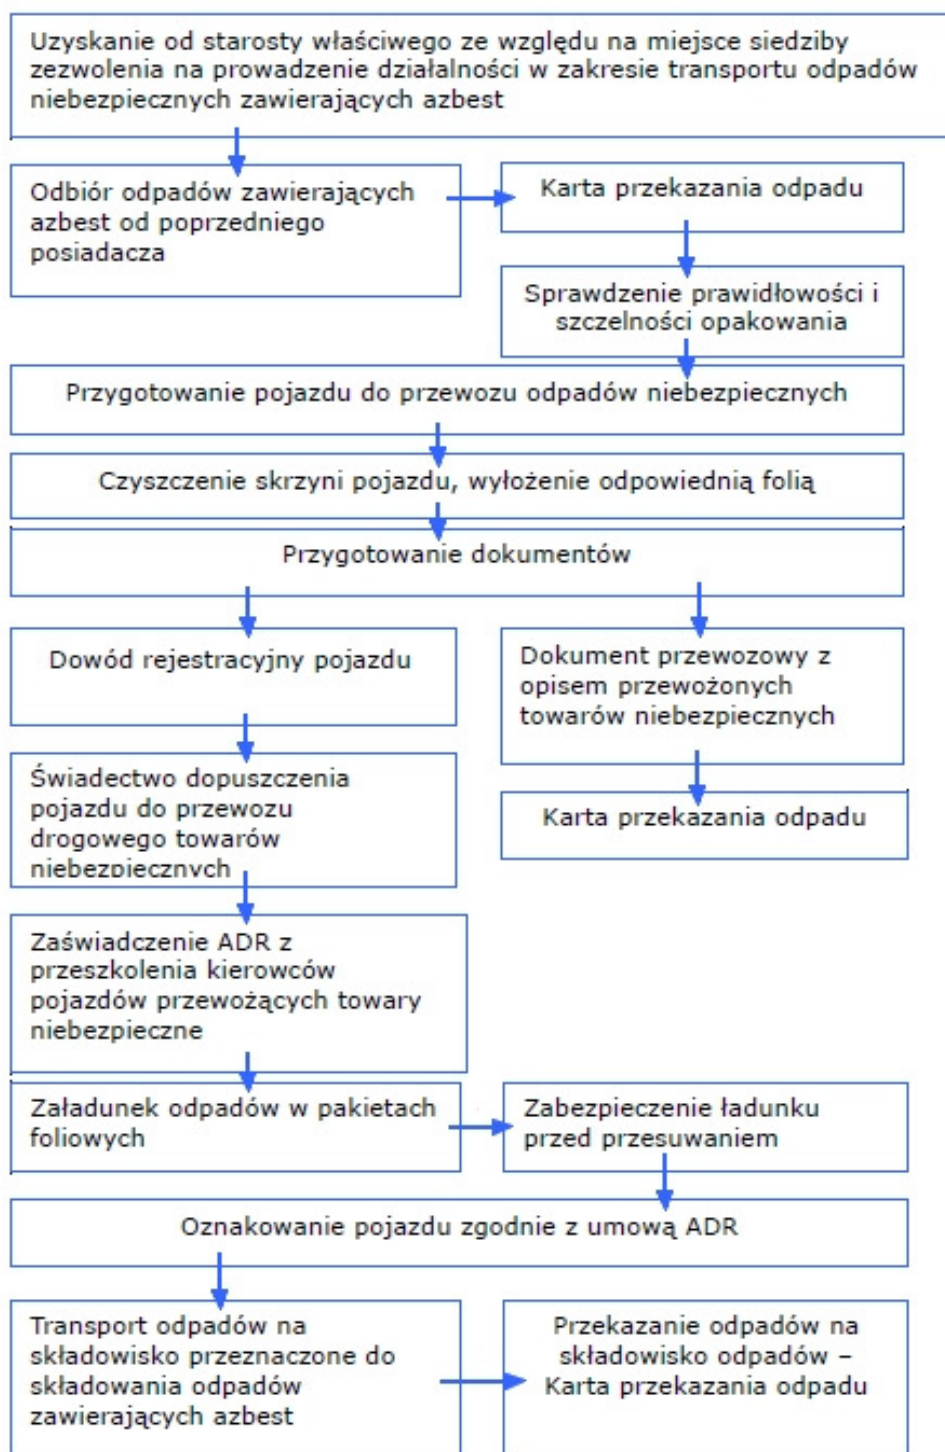 Uzyskanie od starosty właściwego ze względu na miejsce siedziby
zezwolenia na prowadzenie działalności w zakresie transportu odpadów
niebezpiecznych zawierających azbest
Odbiór odpadów zawierających
azbest od poprzedniego
posiadacza
Karta przekazania odpadu
Sprawdzenie prawidłowości i
szczelności opakowania
Przygotowanie pojazdu do przewozu odpadów niebezpiecznych
Czyszczenie skrzyni pojazdu, wyłożenie odpowiednią folią
Przygotowanie dokumentów
Dowód rejestracyjny pojazdu
Dokument przewozowy z
opisem przewożonych
towarów niebezpiecznych
Świadectwo dopuszczenia
pojazdu do przewozu
drogowego towarów
niebezpiecznych
Karta przekazania odpadu
Zaświadczenie ADR z
przeszkolenia kierowców
pojazdów przewożących towary
niebezpieczne
Załadunek odpadów w pakietach
foliowych
Zabezpieczenie ładunku
przed przesuwaniem
Oznakowanie pojazdu zgodnie z umową ADR
Transport odpadów na
składowisko przeznaczone do
składowania odpadów
zawierających azbest
Przekazanie odpadów na
składowisko odpadów –
Karta przekazania odpadu